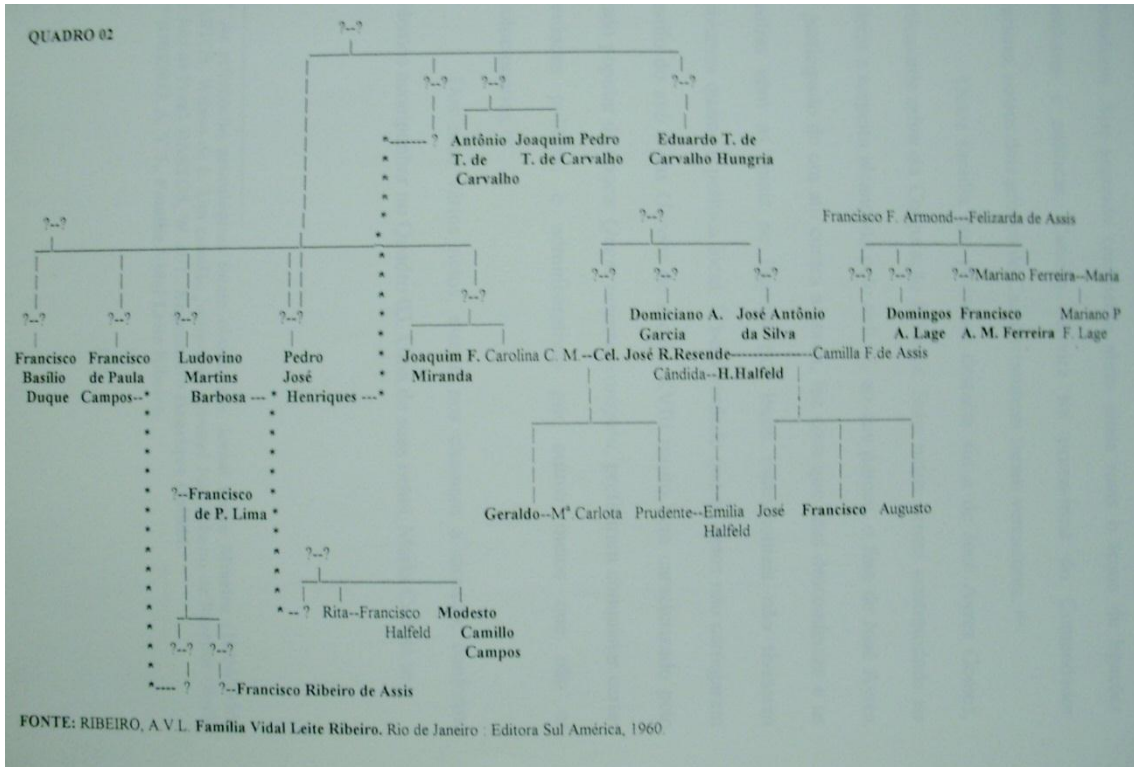 QUADRO 02
?--?
?--? ?--? ?--?
*------- ? Antônio Joaquim Pedro Eduardo T. de
T. de T. de Carvalho Carvalho Hungria
Carvalho
?--? ?--? Francisco F. Armond---Felizarda de Assis
?--? ?--? ?--? ?--? ?--? ?--?Mariano Ferreira--Maria
?--?
Domiciano A. José Antônio Domingos Francisco Mariano P
?--? ?--? ?--? ?--? Garcia da Silva A. Lage A. M. Ferreira F. Lage
Francisco Francisco Ludovino Pedro Joaquim F. Carolina C. M.--Cel. José R.Resende---------------Camilla F.de Assis
Basílio de Paula Martins José Miranda Cândida--H.Halfeld
Duque Campos--* Barbosa --- * Henriques ---*
?--Francisco
de P. Lima *
Geraldo--Mª.Carlota Prudente--Emilia José Francisco Augusto
Halfeld
?--?
* -- ? Rita--Francisco Modesto
Halfeld Camillo
Campos
?--? ?--?
*---- ? ?--Francisco Ribeiro de Assis
FONTE: RIBEIRO, A.V.L. Família Vidal Leite Ribeiro. Rio de Janeiro : Editora Sul América, 1960.